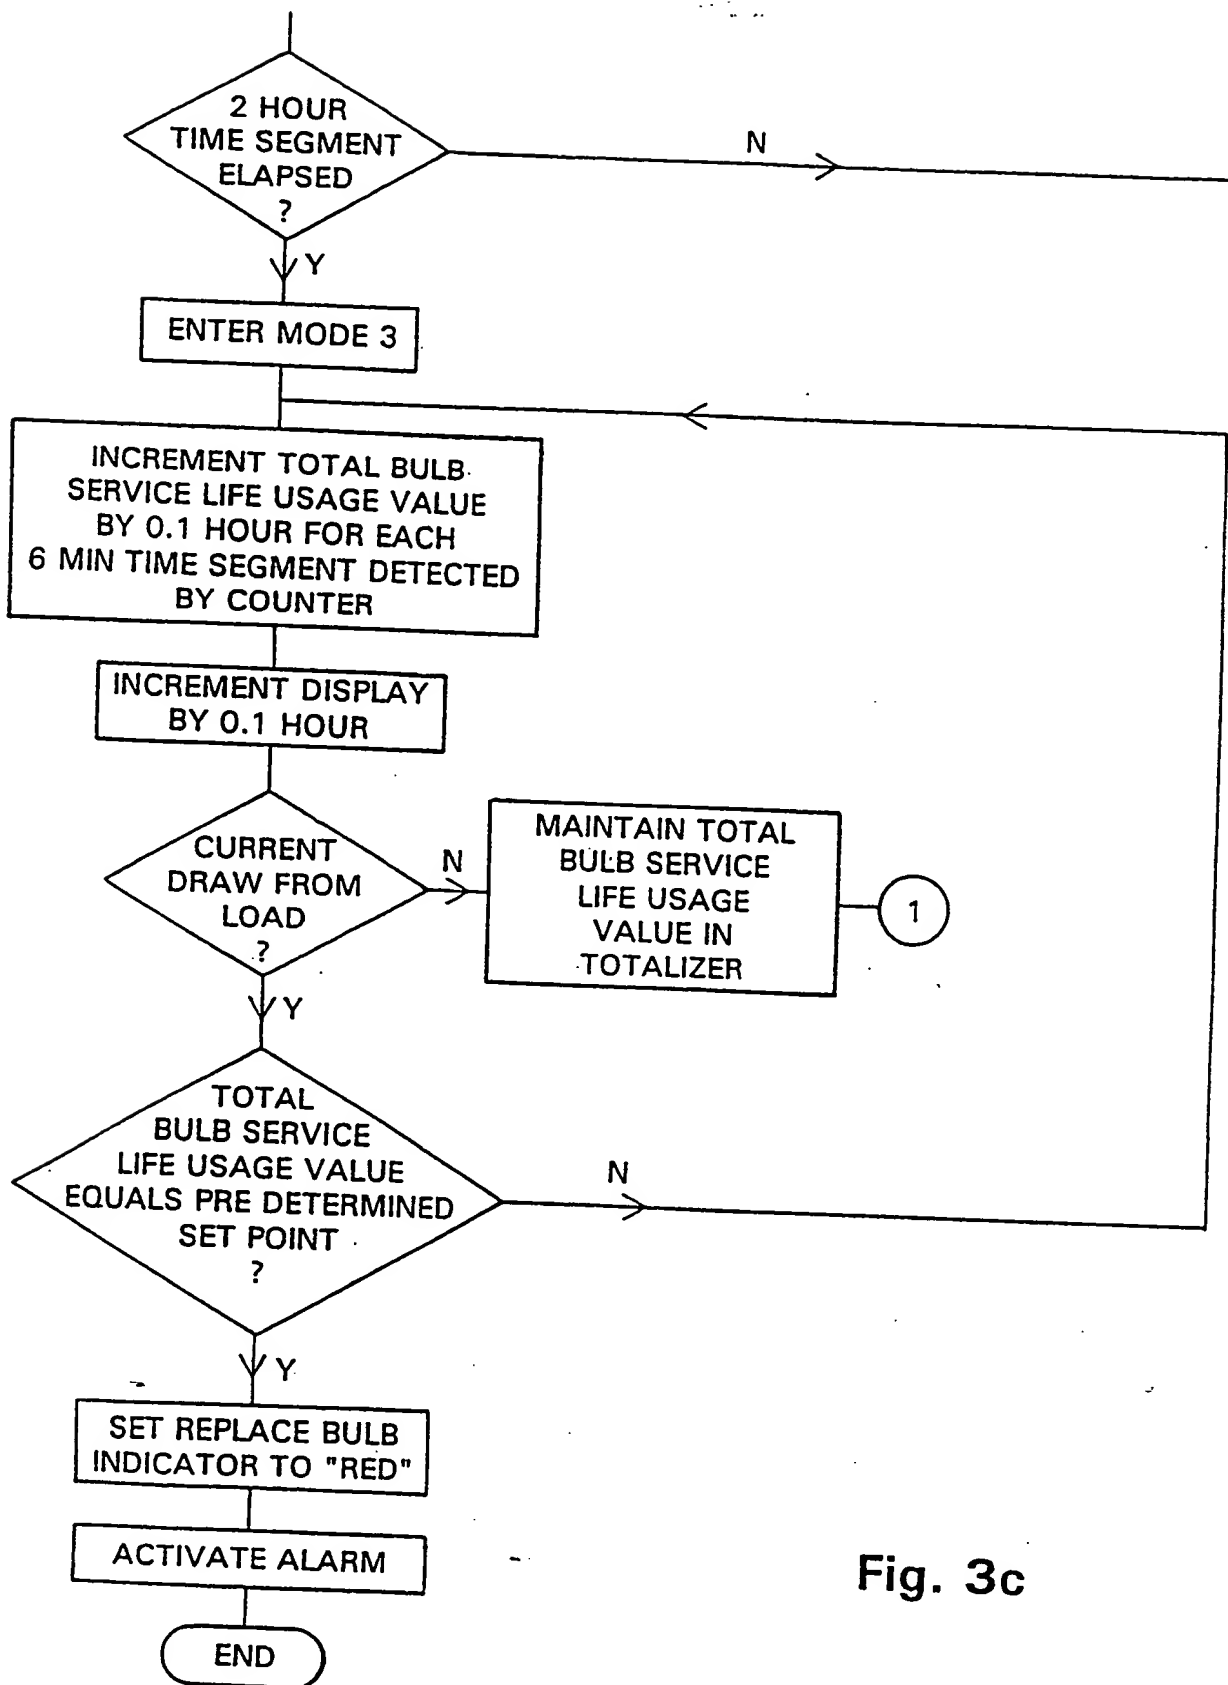 2 HOUR
TIME SEGMENT
ELAPSED
?
N
Y
ENTER MODE 3
INCREMENT TOTAL BULB
SERVICE LIFE USAGE VALUE
BY 0.1 HOUR FOR EACH
6 MIN TIME SEGMENT DETECTED
BY COUNTER
INCREMENT DISPLAY
BY 0.1 HOUR
CURRENT
DRAW FROM
LOAD
?
N
MAINTAIN TOTAL
BULB SERVICE
LIFE USAGE
VALUE IN
TOTALIZER
1
Y
TOTAL
BULB SERVICE
LIFE USAGE VALUE
EQUALS PRE DETERMINED
SET POINT
?
N
Y
SET REPLACE BULB
INDICATOR TO "RED"
ACTIVATE ALARM
END
Fig. 3c